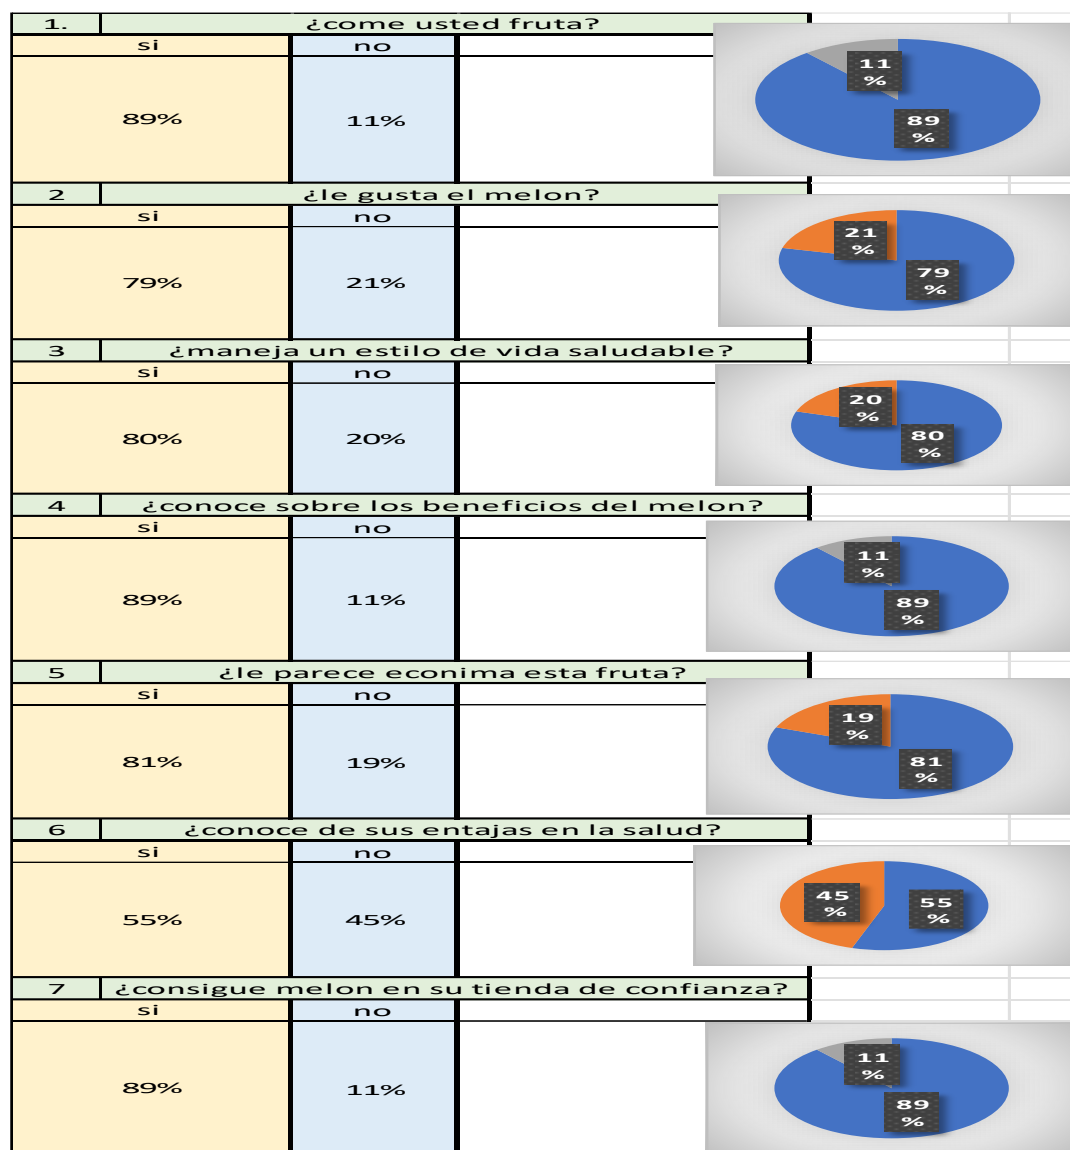 1. ¿come usted fruta?
si no
89% 11%
11
%
89
%
2 ¿le gusta el melon?
si no
79% 21%
21
%
79
%
3 ¿maneja un estilo de vida saludable?
si no
80% 20%
20
%
80
%
4 ¿conoce sobre los beneficios del melon?
si no
89% 11%
11
%
89
%
5 ¿le parece econima esta fruta?
si no
81% 19%
19
%
81
%
6 ¿conoce de sus entajas en la salud?
si no
55% 45%
45
%
55
%
7 ¿consigue melon en su tienda de confianza?
si no
89% 11%
11
%
89
%